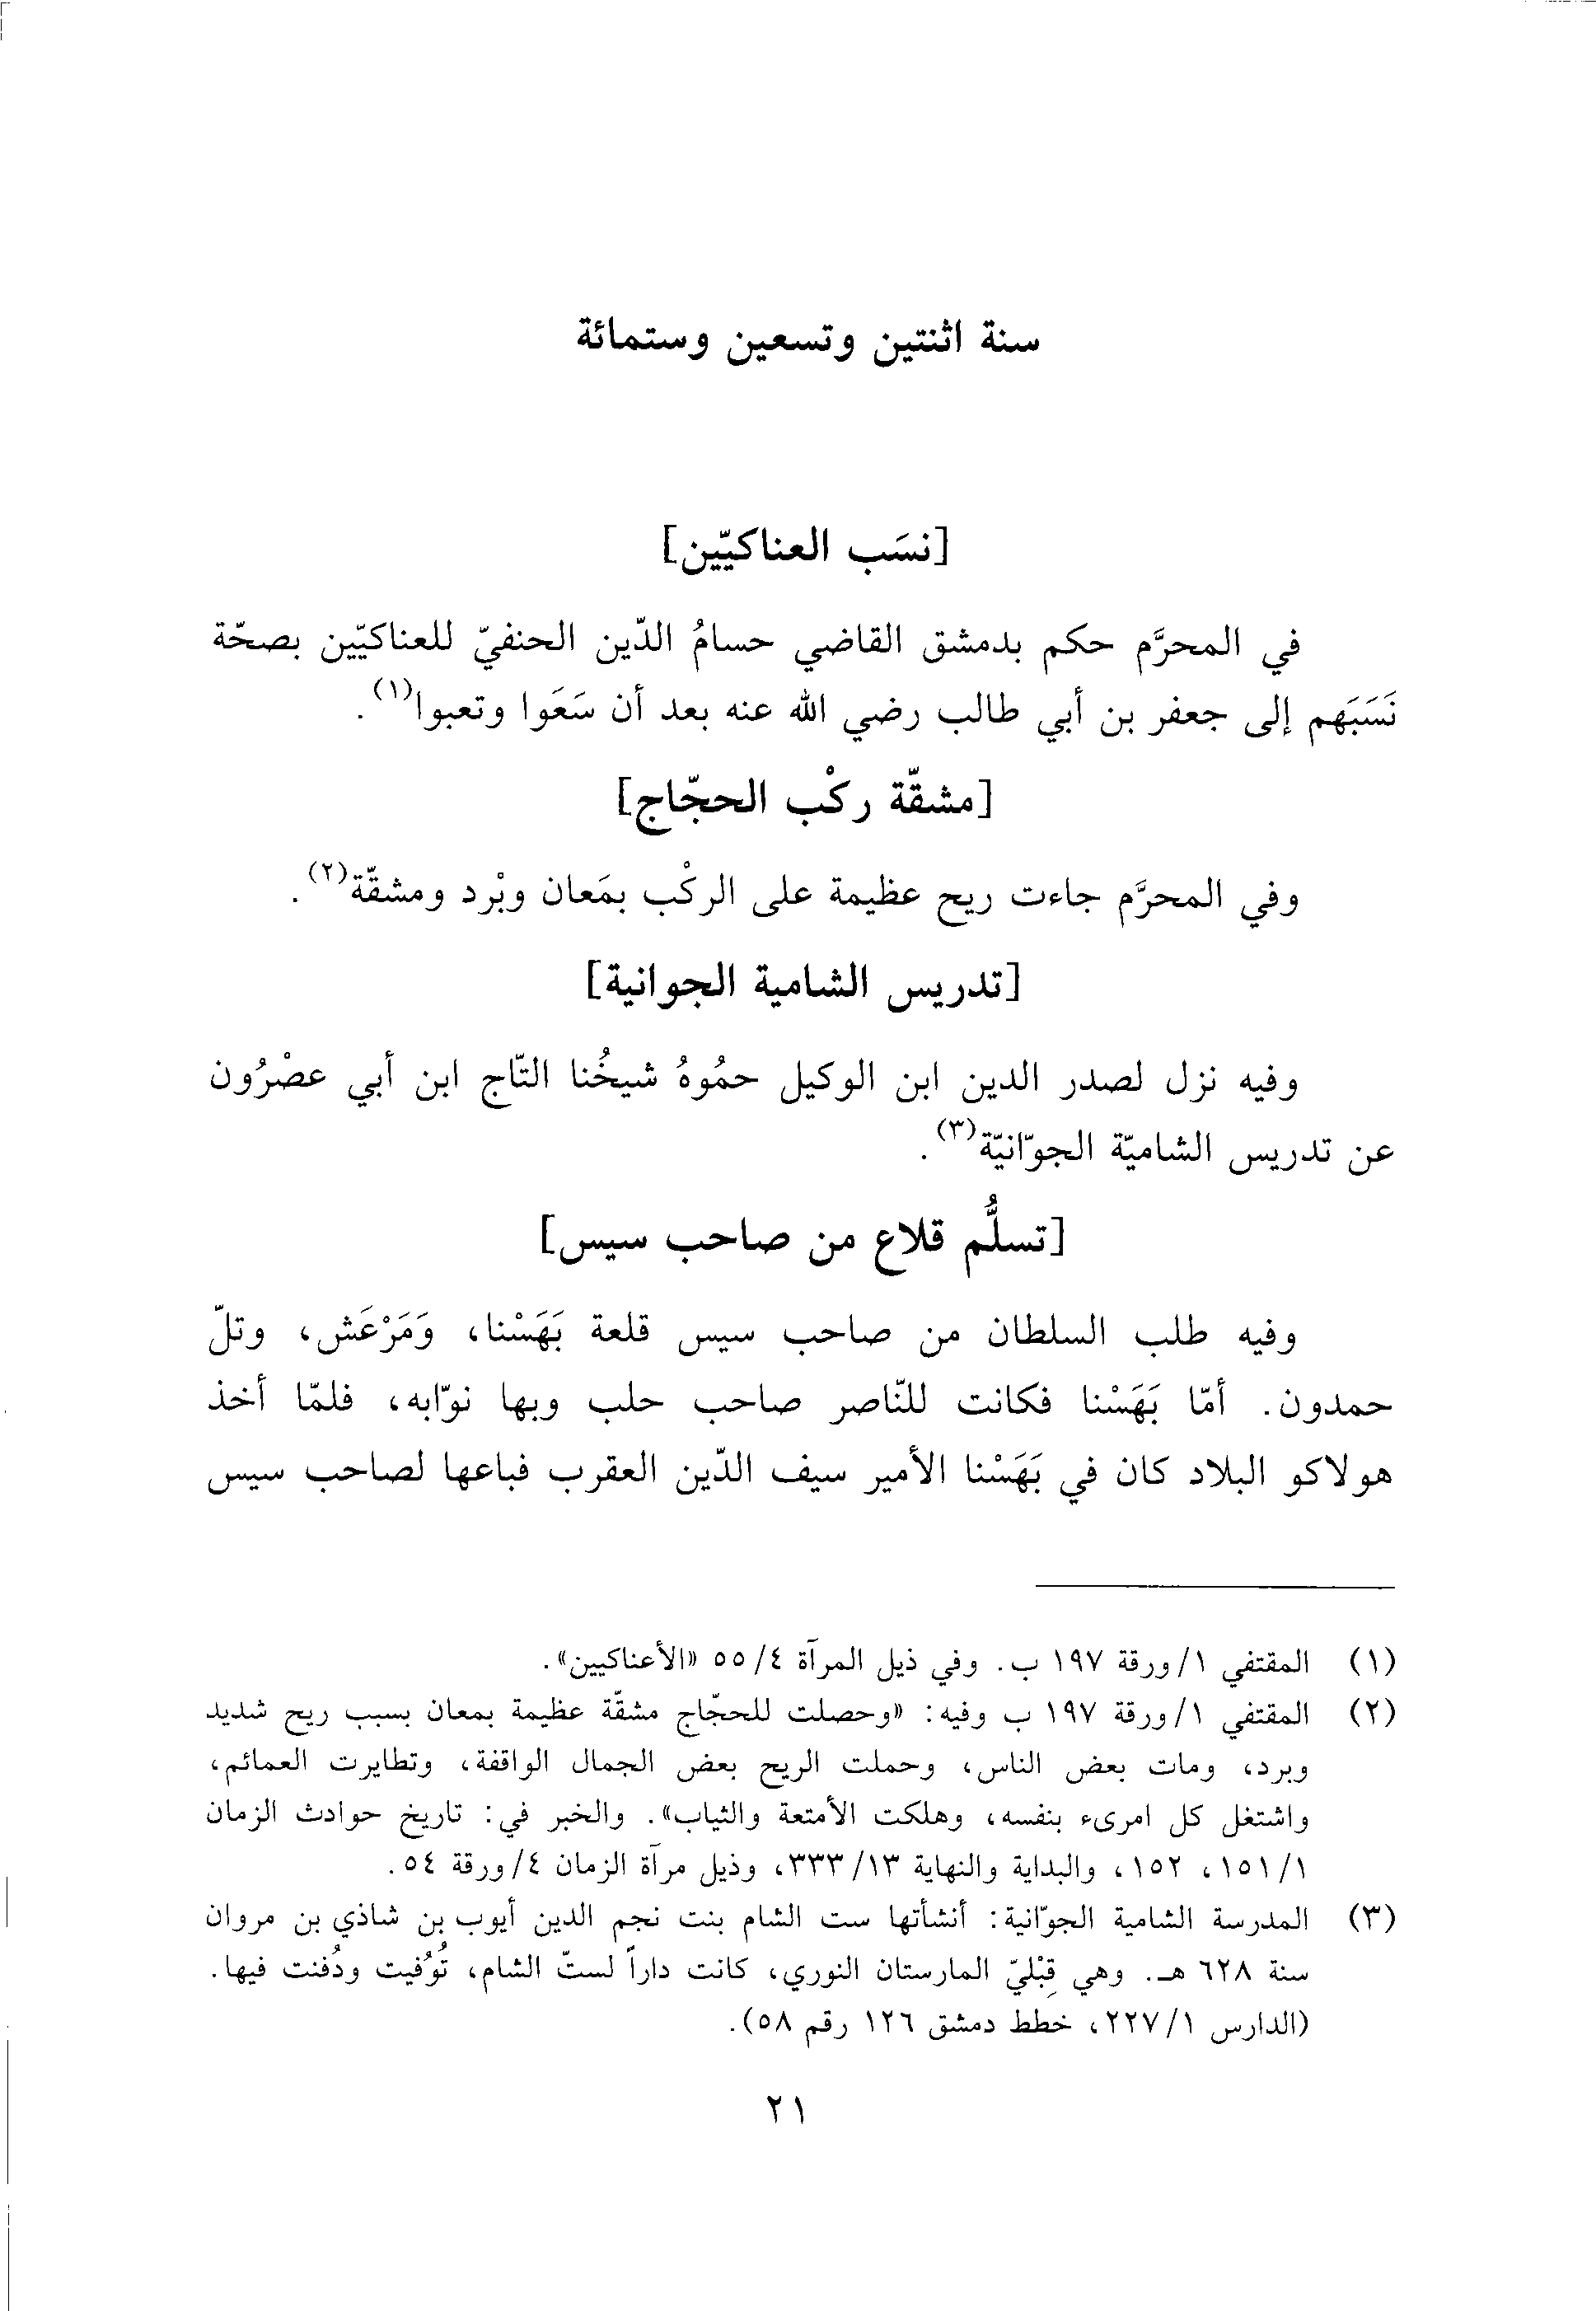 سنة اثنتين وتسعين وستمائة
[نسَب العناكيّين]
في المحرَّم حكم بدمشق القاضي حسامُ الدّين الحنفيّ للعناكيّين بصحّة
نَسَبَهم إلى جعفر بن أبي طالب رضي الله عنه بعد أن سَعَوا وتعبوا(١).
[مشقّة ركْب الحجّاج]
وفي المحرَّم جاءت ريح عظيمة على الركْب بمَعان وبْرد ومشقّة(٢).
[تدريس الشامية الجوانية]
وفيه نزل لصدر الدين ابن الوكيل حمُوهُ شيخُنا التّاج ابن أبي عصْرُون
عن تدريس الشاميّة الجوّانيّة(٣).
[تسلُّم قلاع من صاحب سيس]
وفيه طلب السلطان من صاحب سيس قلعة بَهَسْنا، وَمَرْعَش، وتلّ
حمدون. أمّا بَهَسْنا فكانت للنّاصر صاحب حلب وبها نوّابه، فلمّا أخذ
هولاكو البلاد كان في بَهَسْنا الأمير سيف الدّين العقرب فباعها لصاحب سيس
(١) المقتفي ١/ورقة ١٩٧ ب. وفي ذيل المرآة ٤/ ٥٥ «الأعناكيين».
(٢) المقتفي ١/ورقة ١٩٧ ب وفيه: «وحصلت للحجّاج مشقّة عظيمة بمعان بسبب ريح شديد
وبرد، ومات بعض الناس، وحملت الريح بعض الجمال الواقفة، وتطايرت العمائم،
واشتغل كل امرىء بنفسه، وهلكت الأمتعة والثياب». والخبر في: تاريخ حوادث الزمان
١/ ١٥١، ١٥٢، والبداية والنهاية ١٣/ ٣٣٣، وذيل مرآة الزمان ٤/ورقة ٥٤.
(٣) المدرسة الشامية الجوّانية: أنشأتها ست الشام بنت نجم الدين أيوب بن شاذي بن مروان
سنة ٦٢٨ هـ. وهي قِبْليّ المارستان النوري، كانت داراً لستّ الشام، تُوُفيت ودُفنت فيها.
(الدارس ١/ ٢٢٧، خطط دمشق ١٢٦ رقم ٥٨).
٢١